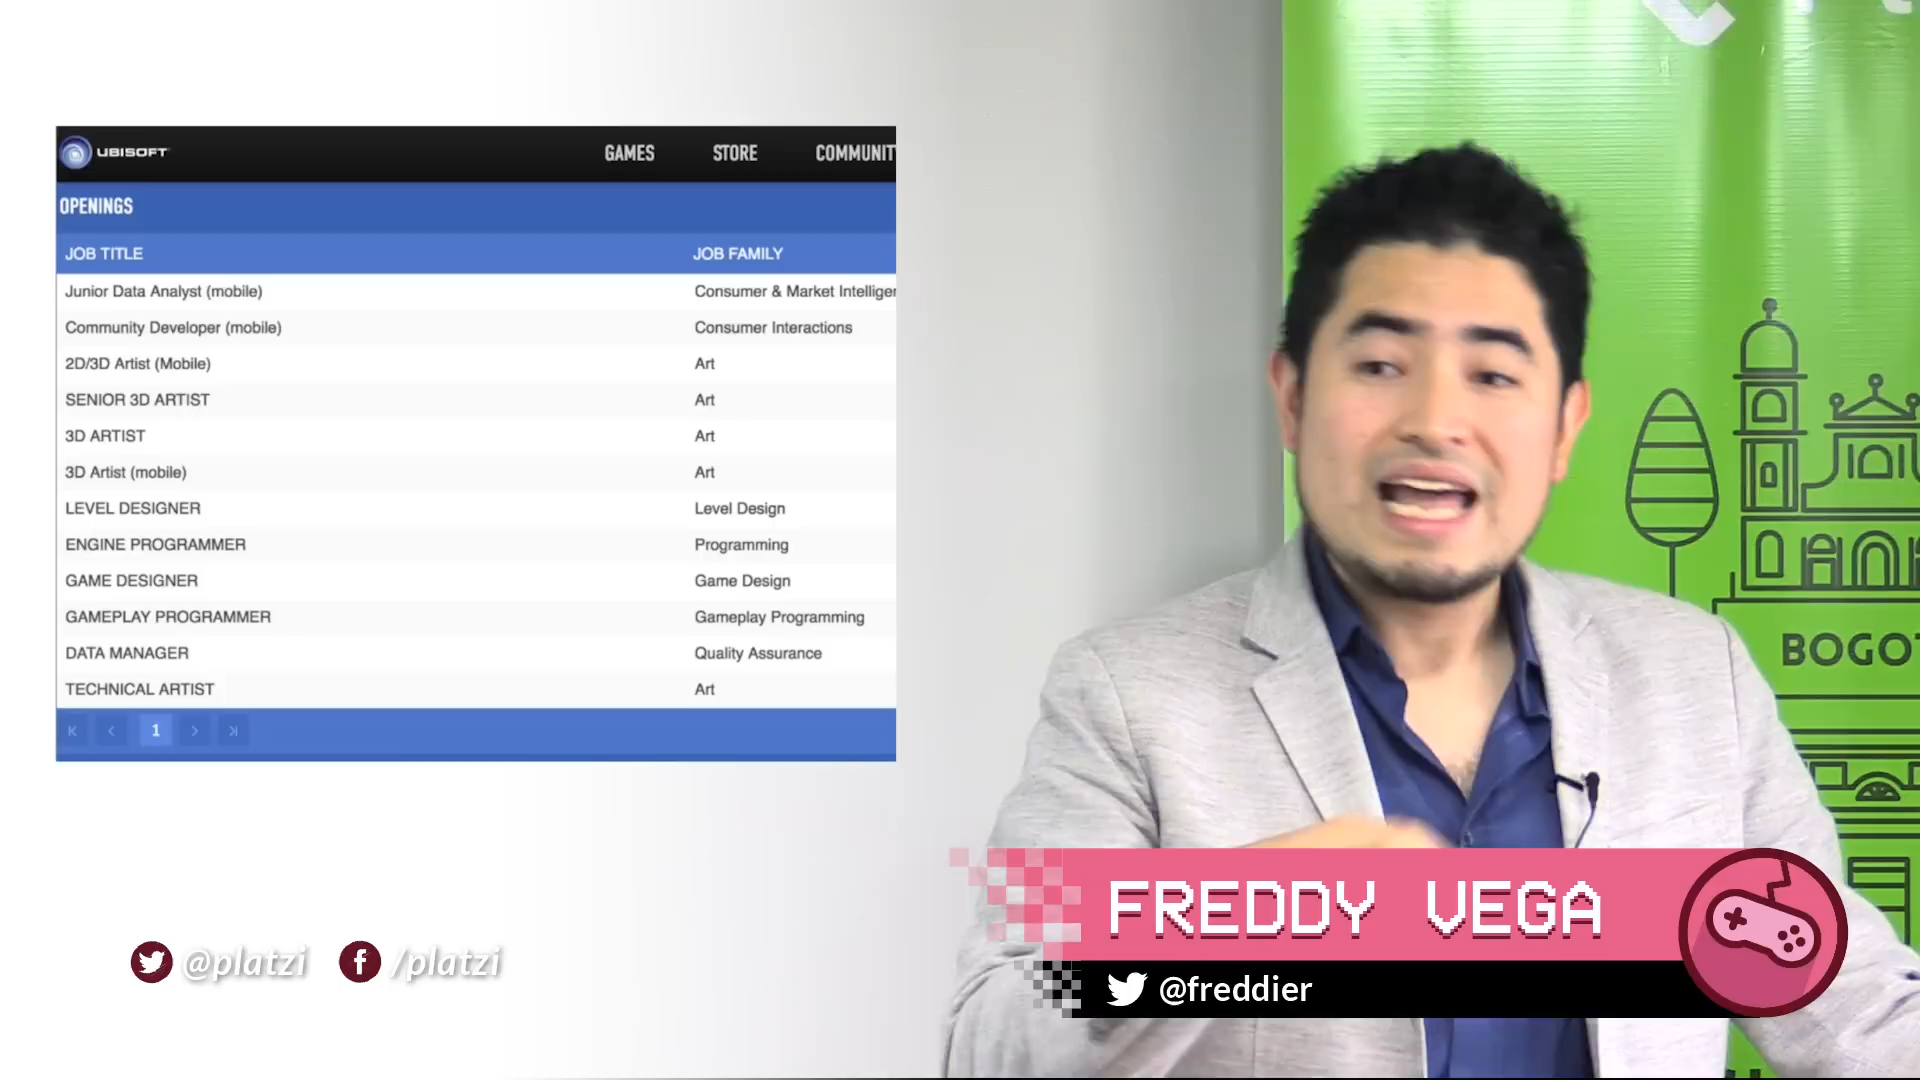 UBISOFT
GAMES STORE COMMUNIT
OPENINGS
JOB TITLE JOB FAMILY
Junior Data Analyst (mobile) Consumer & Market Intelliger
Community Developer (mobile) Consumer Interactions
2D/3D Artist (Mobile) Art
SENIOR 3D ARTIST Art
3D ARTIST Art
3D Artist (mobile) Art
LEVEL DESIGNER Level Design
ENGINE PROGRAMMER Programming
GAME DESIGNER Game Design
GAMEPLAY PROGRAMMER Gameplay Programming
DATA MANAGER Quality Assurance
TECHNICAL ARTIST Art
1
BOGOT
FREDDY VEGA
@freddier
@platzi /platzi